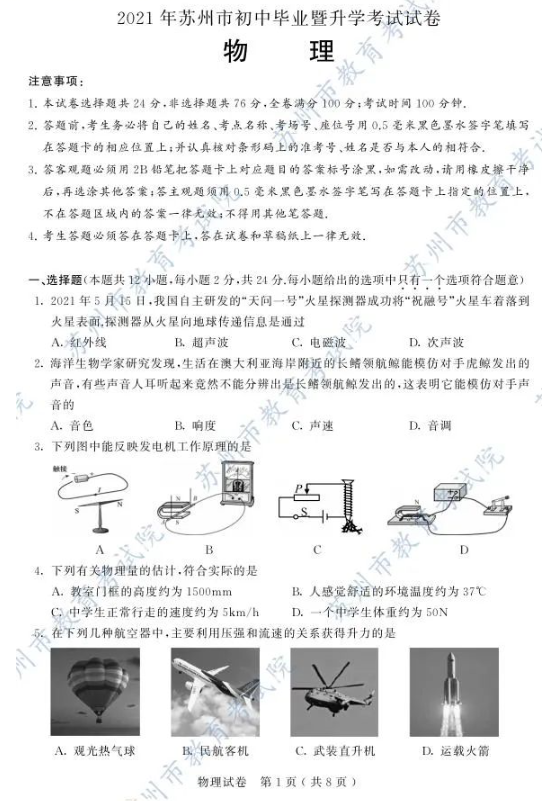 2021年苏州市初中毕业暨升学考试试卷
物 理
注意事项:
1. 本试卷选择题共24分,非选择题共76分,全卷满分100分;考试时间100分钟.
2. 答题前,考生务必将自己的姓名、考点名称、考场号、座位号用0.5毫米黑色墨水签字笔填写
在答题卡的相应位置上;并认真核对条形码上的准考号、姓名是否与本人的相符合.
3. 答客观题必须用2B铅笔把答题卡上对应题目的答案标号涂黑,如需改动,请用橡皮擦干净
后,再选涂其他答案;答主观题须用0.5毫米黑色墨水签字笔写在答题卡上指定的位置上,
不在答题区域内的答案一律无效;不得用其他笔答题.
4. 考生答题必须答在答题卡上,答在试卷和草稿纸上一律无效.
一、选择题(本题共12小题,每小题2分,共24分.每小题给出的选项中只有一个选项符合题意)
1. 2021年5月15日,我国自主研发的“天问一号”火星探测器成功将“祝融号”火星车着落到
火星表面,探测器从火星向地球传递信息是通过
A. 红外线 B. 超声波 C. 电磁波 D. 次声波
2. 海洋生物学家研究发现,生活在澳大利亚海岸附近的长鳍领航鲸能模仿对手虎鲸发出的
声音,有些声音人耳听起来竟然不能分辨出是长鳍领航鲸发出的,这表明它能模仿对手声
音的
A. 音色 B. 响度 C. 声速 D. 音调
3. 下列图中能反映发电机工作原理的是
触接
I
S N
N
S
P
S
A B C D
4. 下列有关物理量的估计,符合实际的是
A. 教室门框的高度约为1500mm B. 人感觉舒适的环境温度约为37℃
C. 中学生正常行走的速度约为5km/h D. 一个中学生体重约为50N
5. 在下列几种航空器中,主要利用压强和流速的关系获得升力的是
A. 观光热气球 B. 民航客机 C. 武装直升机 D. 运载火箭
物理试卷 第1页(共8页)
苏州市教育考试院